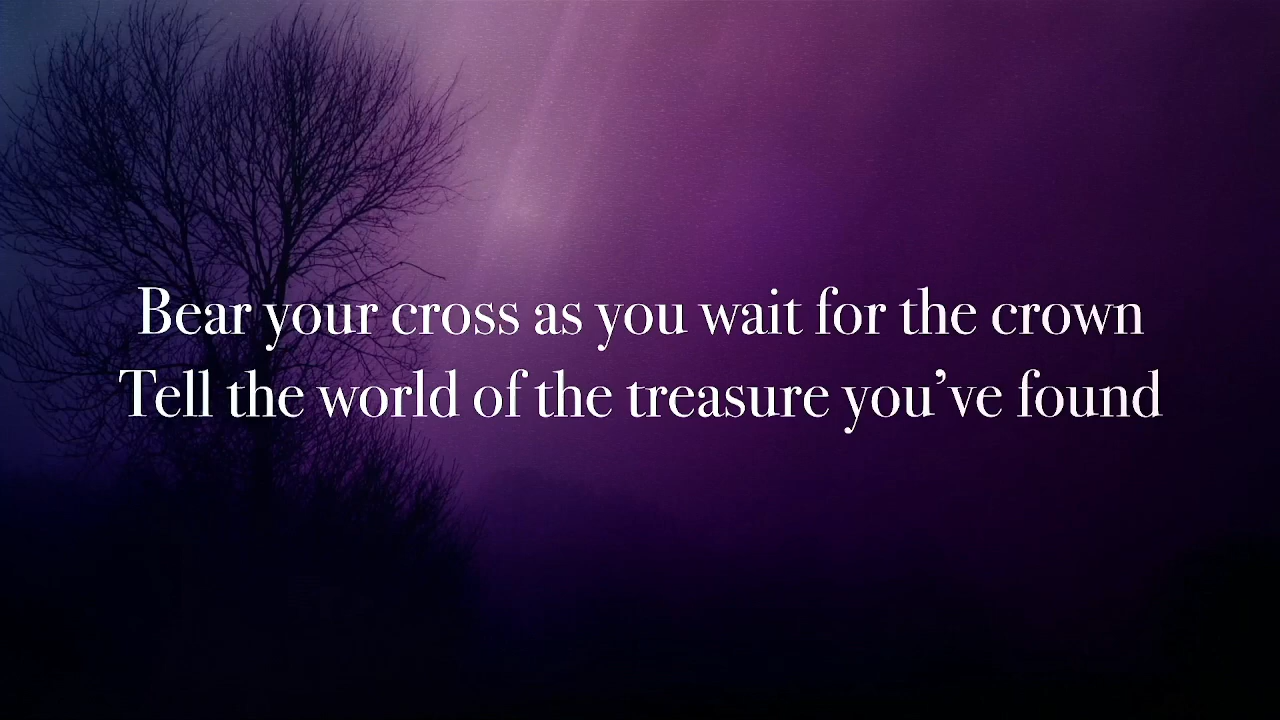 Bear your cross as you wait for the crown
Tell the world of the treasure you’ve found